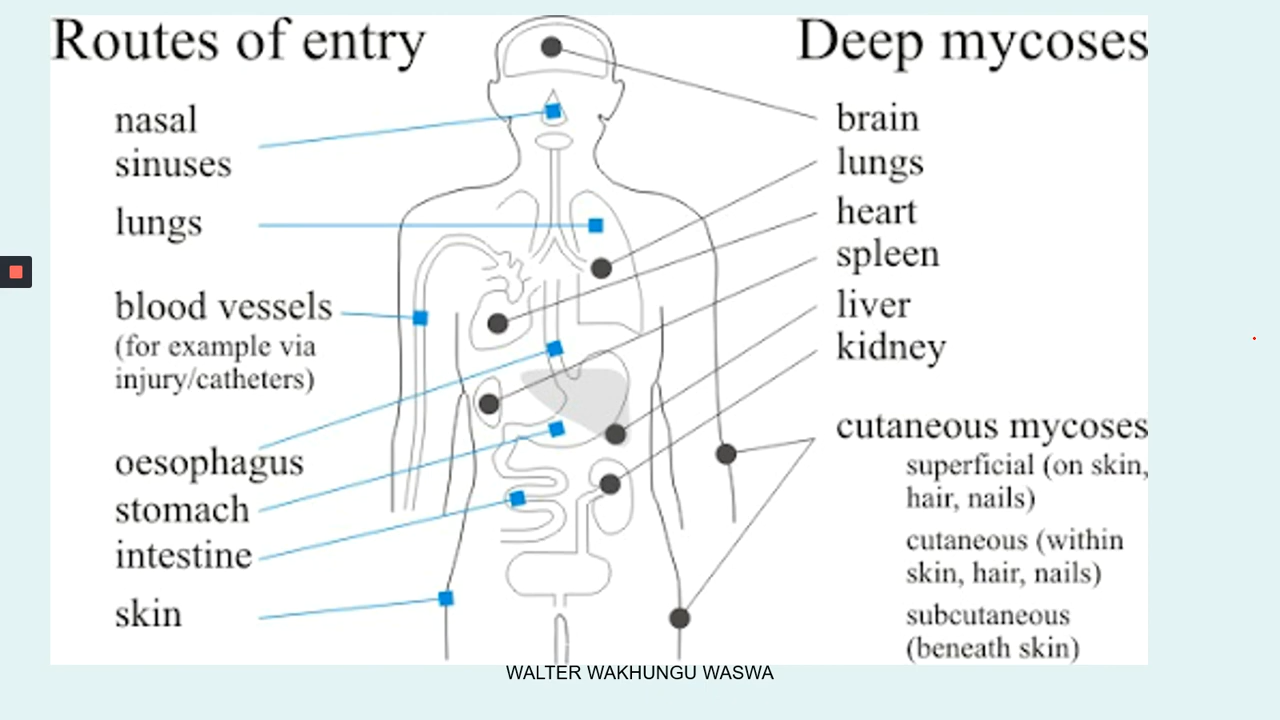 Routes of entry
nasal
sinuses
lungs
blood vessels
(for example via
injury/catheters)
oesophagus
stomach
intestine
skin
Deep mycoses
brain
lungs
heart
spleen
liver
kidney
cutaneous mycoses
superficial (on skin,
hair, nails)
cutaneous (within
skin, hair, nails)
subcutaneous
(beneath skin)
WALTER WAKHUNGU WASWA